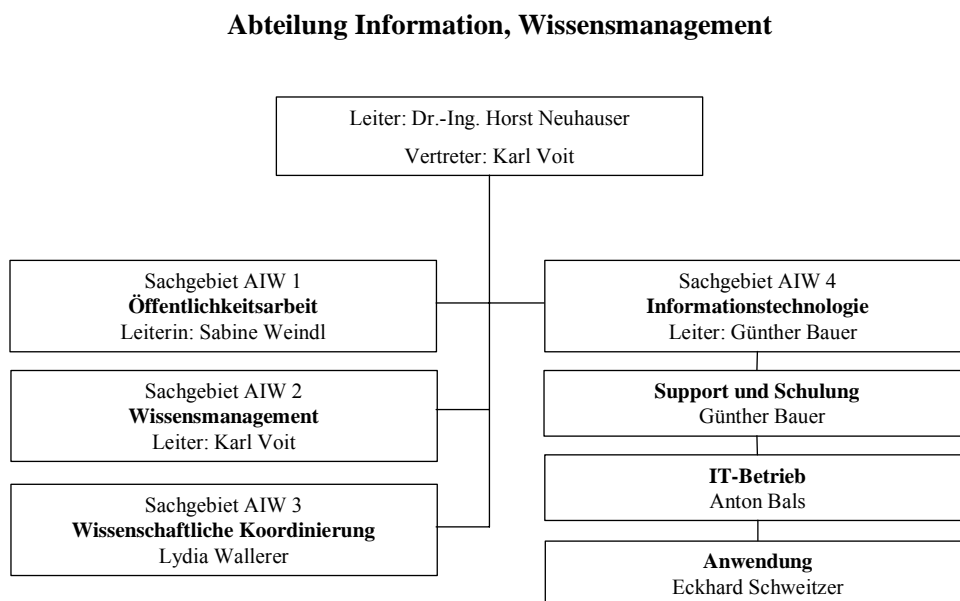 Abteilung Information, Wissensmanagement
Leiter: Dr.-Ing. Horst Neuhauser
Vertreter: Karl Voit
Sachgebiet AIW 1
Öffentlichkeitsarbeit
Leiterin: Sabine Weindl
Sachgebiet AIW 2
Wissensmanagement
Leiter: Karl Voit
Sachgebiet AIW 3
Wissenschaftliche Koordinierung
Lydia Wallerer
Sachgebiet AIW 4
Informationstechnologie
Leiter: Günther Bauer
Support und Schulung
Günther Bauer
IT-Betrieb
Anton Bals
Anwendung
Eckhard Schweitzer